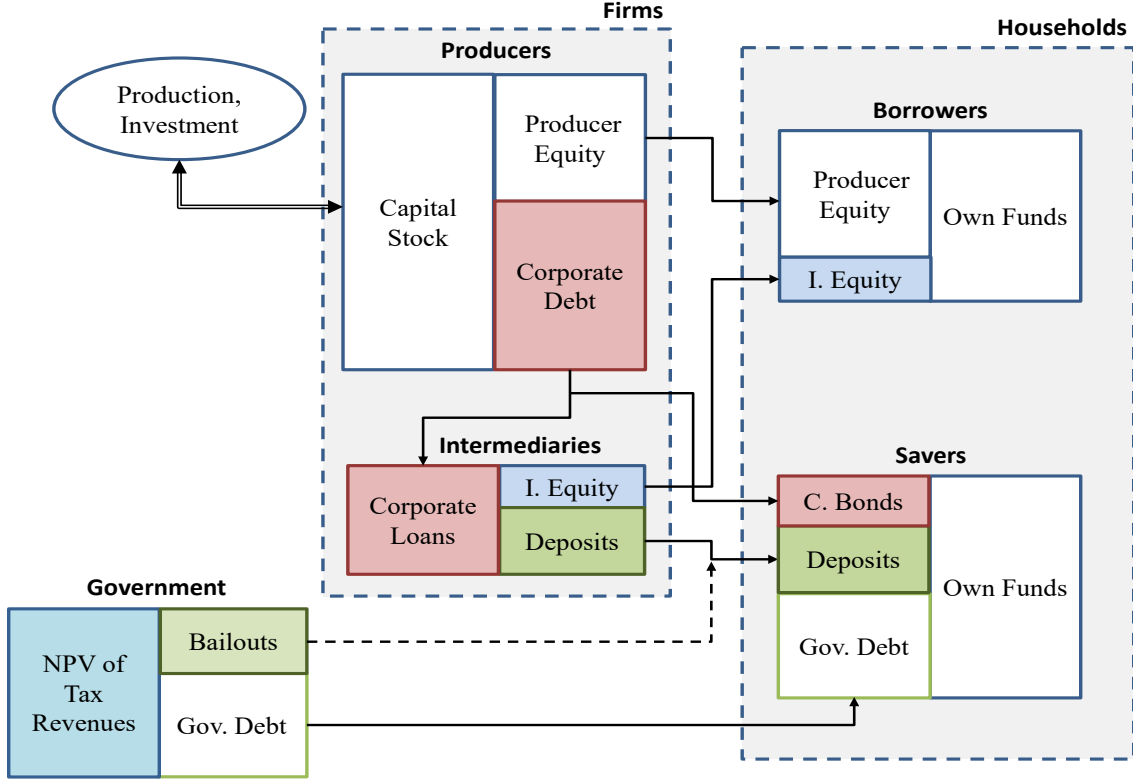 Firms
Households
Producers
Production,
Investment
Capital
Stock
Producer
Equity
Corporate
Debt
Borrowers
Producer
Equity
Own Funds
I. Equity
Intermediaries
Corporate
Loans
I. Equity
Deposits
Savers
C. Bonds
Deposits
Gov. Debt
Own Funds
Government
NPV of
Tax
Revenues
Bailouts
Gov. Debt